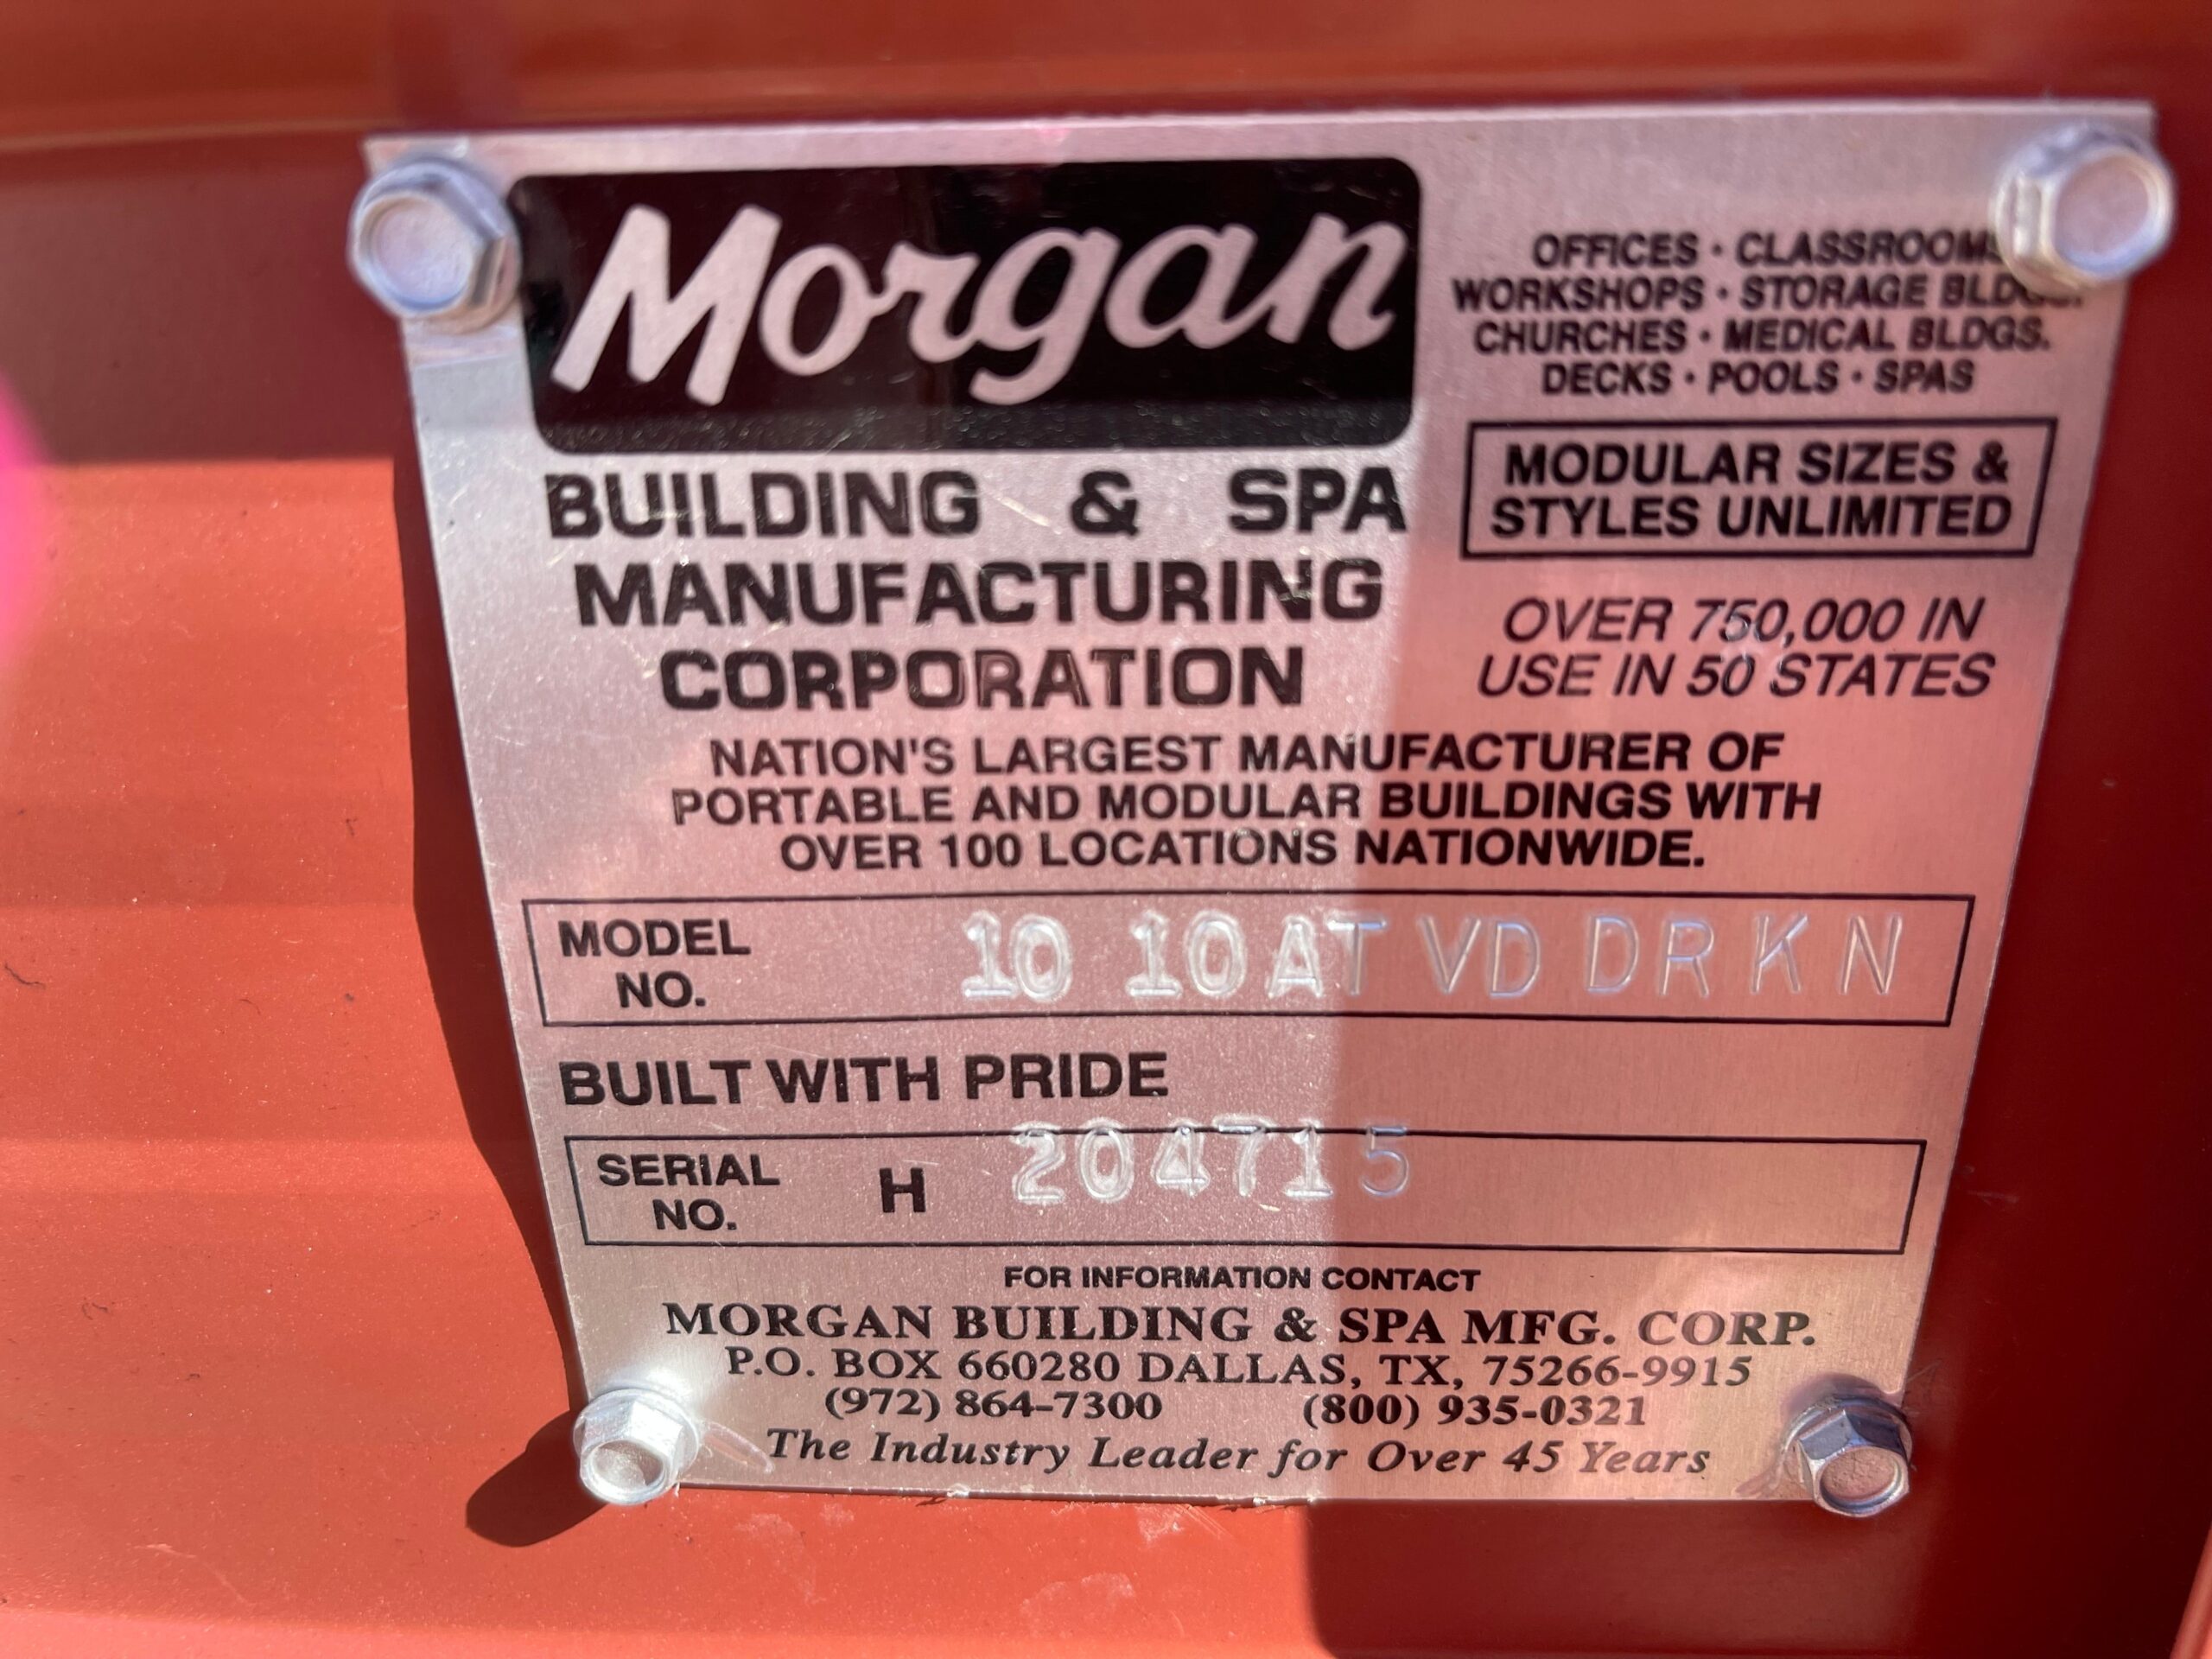 Morgan
BUILDING & SPA
MANUFACTURING
CORPORATION
OFFICES • CLASSROOMS
WORKSHOPS • STORAGE BLDGS.
CHURCHES • MEDICAL BLDGS.
DECKS • POOLS • SPAS
MODULAR SIZES &
STYLES UNLIMITED
OVER 750,000 IN
USE IN 50 STATES
NATION'S LARGEST MANUFACTURER OF
PORTABLE AND MODULAR BUILDINGS WITH
OVER 100 LOCATIONS NATIONWIDE.
MODEL NO. 10 10 AT VD DRKN
BUILT WITH PRIDE
SERIAL NO. H 204715
FOR INFORMATION CONTACT
MORGAN BUILDING & SPA MFG. CORP.
P.O. BOX 660280 DALLAS, TX, 75266-9915
(972) 864-7300 (800) 935-0321
The Industry Leader for Over 45 Years